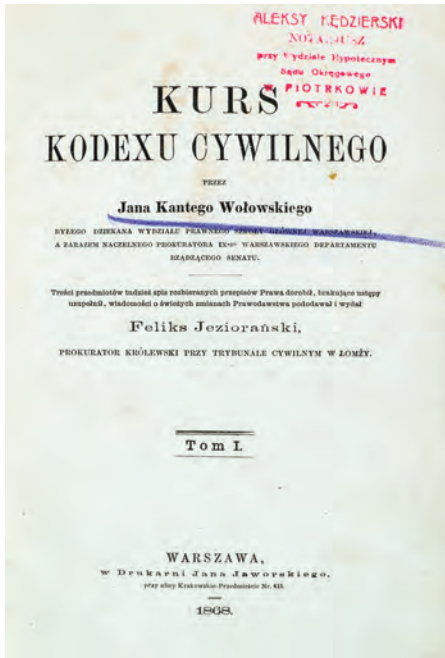 ALEKSY KĘDZIERSKI
NOTARJUSZ
przy Wydziale Hypotecznym
Sądu Okręgowego
w PIOTRKOWIE
KURS
KODEXU CYWILNEGO
PRZEZ
Jana Kantego Wołowskiego
BYŁEGO DZIEKANA WYDZIAŁU PRAWNEGO SZKOŁY GŁÓWNEJ WARSZAWSKIEJ,
A ZARAZEM NACZELNEGO PROKURATORA IX-go WARSZAWSKIEGO DEPARTAMENTU
RZĄDZĄCEGO SENATU.
Treści przedmiotów tudzież spis rozbieranych przepisów Prawa dorobił, brakujące ustępy
uzupełnił, wiadomości o świeżych zmianach Prawodawstwa pododawał i wydał
Feliks Jeziorański,
PROKURATOR KRÓLEWSKI PRZY TRYBUNALE CYWILNYM W ŁOMŻY.
Tom I.
WARSZAWA,
w Drukarni Jana Jaworskiego,
przy ulicy Krakowskie-Przedmieście Nr. 415.
1868.